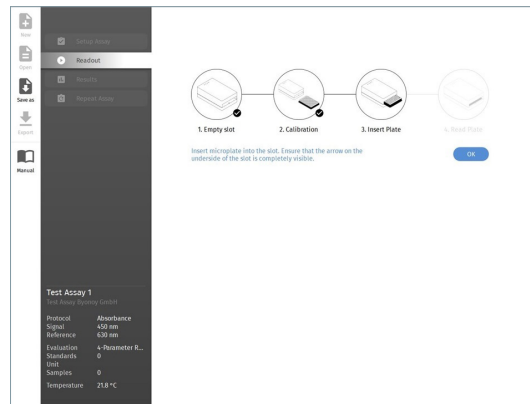 New
Open
Save as
Export
Manual
Setup Assay
Readout
Results
Repeat Assay
1. Empty slot
2. Calibration
3. Insert Plate
4. Read Plate
Insert microplate into the slot. Ensure that the arrow on the
underside of the slot is completely visible.
OK
Test Assay 1
Test Assay Byonoy GmbH
Protocol Absorbance
Signal 450 nm
Reference 630 nm
Evaluation 4-Parameter R...
Standards 0
Unit
Samples 0
Temperature 21.8 °C